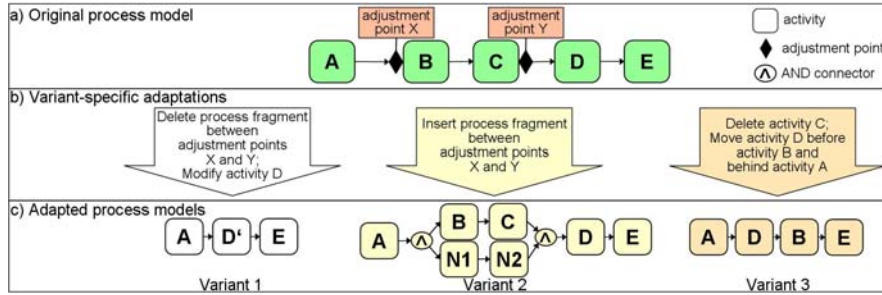 a) Original process model
adjustment
point X
adjustment
point Y
activity
adjustment point
Λ AND connector
A B C D E
b) Variant-specific adaptations
Delete process fragment
between
adjustment points
X and Y;
Modify activity D
Insert process fragment
between
adjustment points
X and Y
Delete activity C;
Move activity D before
activity B and
behind activity A
c) Adapted process models
A D‘ E
Variant 1
A Λ B C Λ D E
N1 N2
Variant 2
A D B E
Variant 3